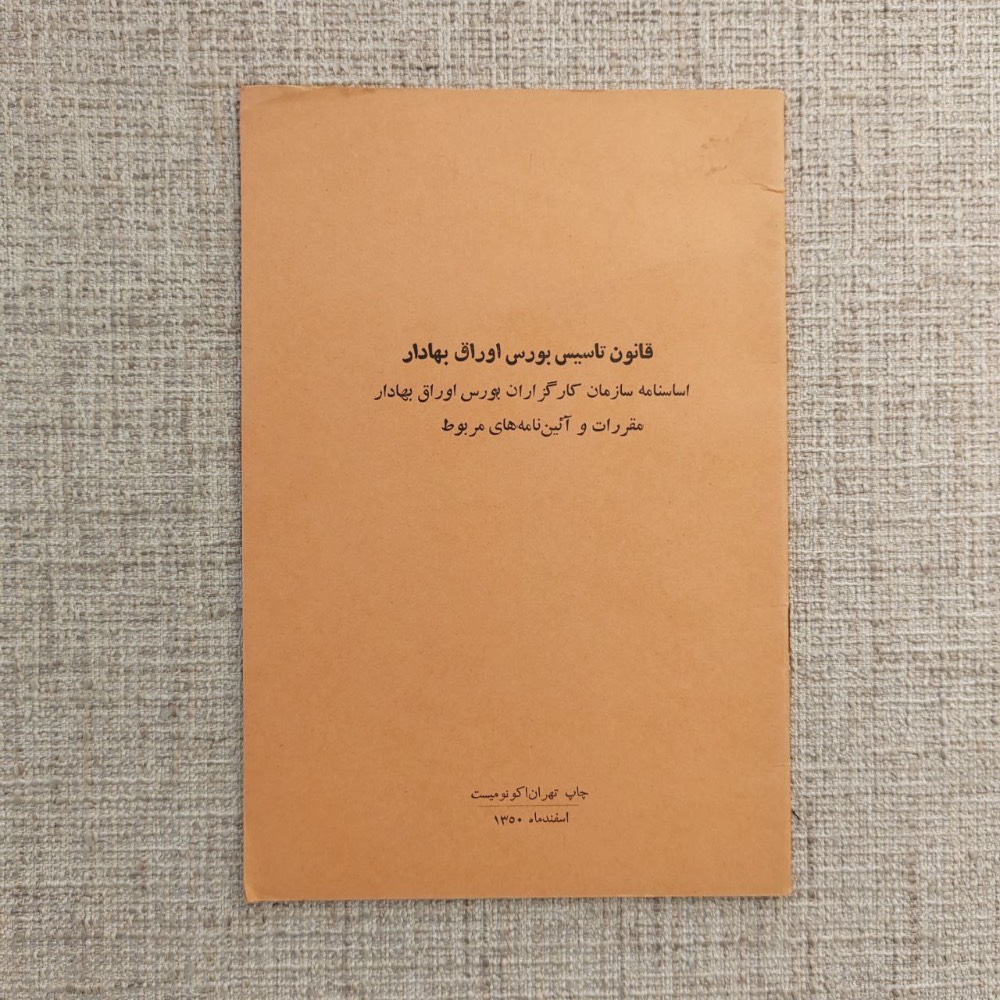 قانون تاسیس بورس اوراق بهادار
اساسنامه سازمان کارگزاران بورس اوراق بهادار
مقررات و آئین‌نامه‌های مربوط
چاپ تهران‌اکونومیست
اسفندماه ۱۳۵۰